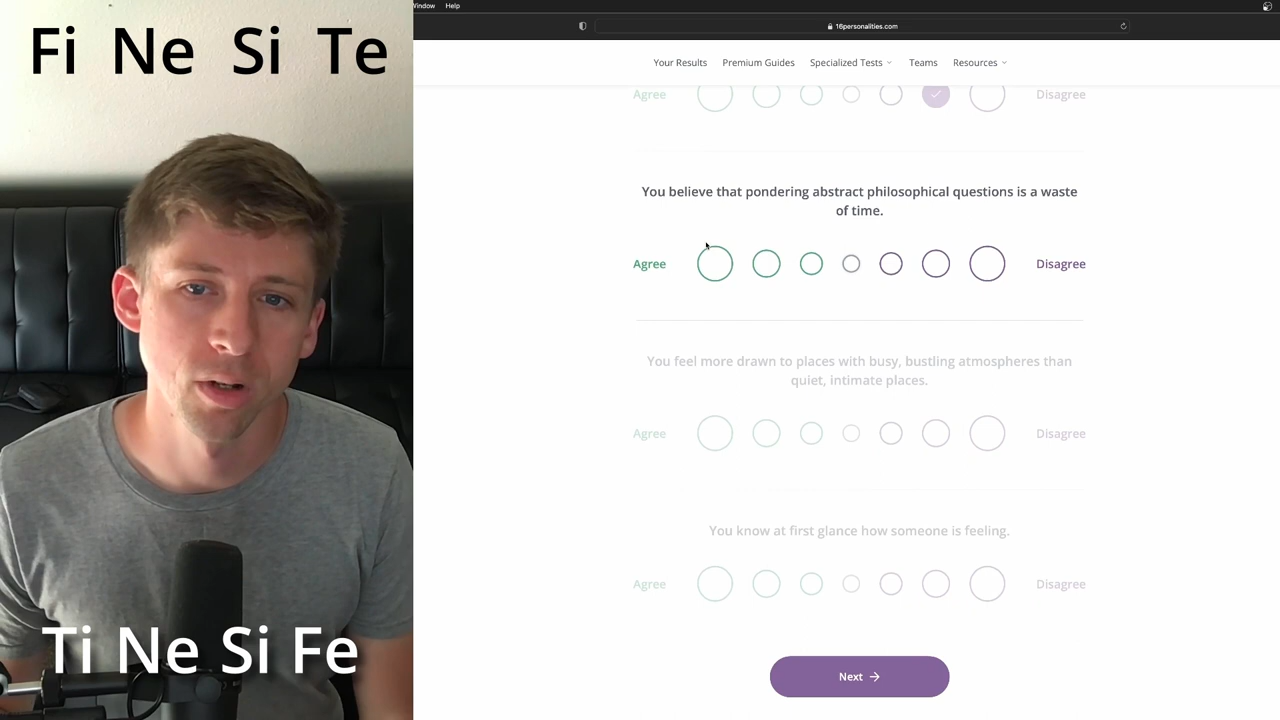 Fi Ne Si Te
Ti Ne Si Fe
Window Help
16personalities.com
Your Results Premium Guides Specialized Tests Teams Resources
Agree Disagree
You believe that pondering abstract philosophical questions is a waste
of time.
Agree Disagree
You feel more drawn to places with busy, bustling atmospheres than
quiet, intimate places.
Agree Disagree
You know at first glance how someone is feeling.
Agree Disagree
Next